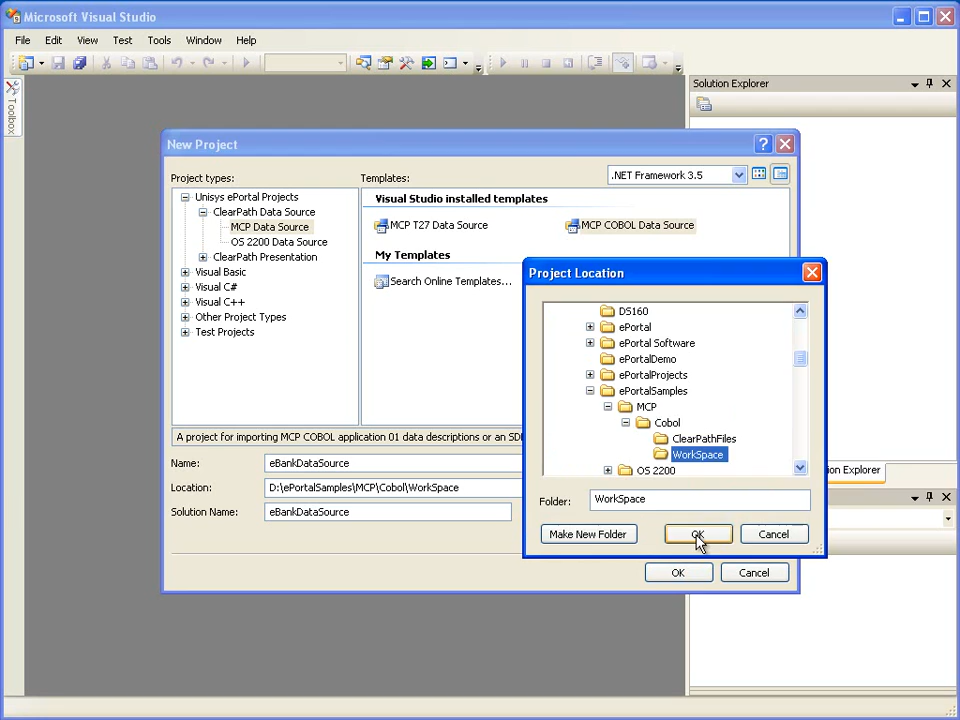 Microsoft Visual Studio
File Edit View Test Tools Window Help
Toolbox
Solution Explorer
New Project
Project types:
Templates:
.NET Framework 3.5
Unisys ePortal Projects
ClearPath Data Source
MCP Data Source
OS 2200 Data Source
ClearPath Presentation
Visual Basic
Visual C#
Visual C++
Other Project Types
Test Projects
Visual Studio installed templates
MCP T27 Data Source
MCP COBOL Data Source
My Templates
Search Online Templates...
A project for importing MCP COBOL application 01 data descriptions or an
Name:
eBankDataSource
Location:
D:\ePortalSamples\MCP\Cobol\WorkSpace
Solution Name:
eBankDataSource
OK
Cancel
Project Location
DS160
ePortal
ePortal Software
ePortalDemo
ePortalProjects
ePortalSamples
MCP
Cobol
ClearPathFiles
WorkSpace
OS 2200
Folder:
WorkSpace
Make New Folder
OK
Cancel
Explorer